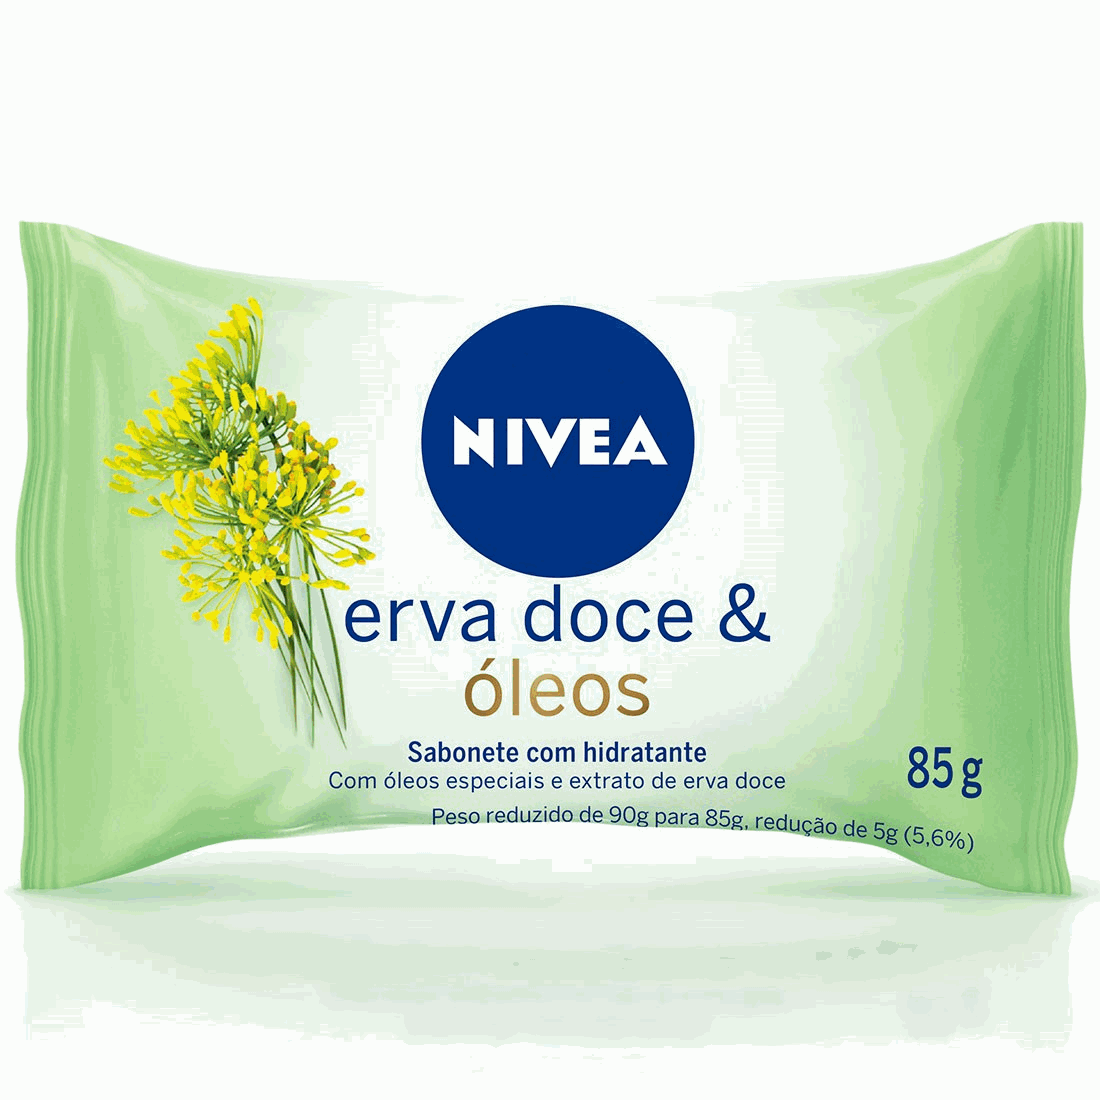 NIVEA
erva doce &
óleos
Sabonete com hidratante
Com óleos especiais e extrato de erva doce
85 g
Peso reduzido de 90g para 85g, redução de 5g (5,6%)